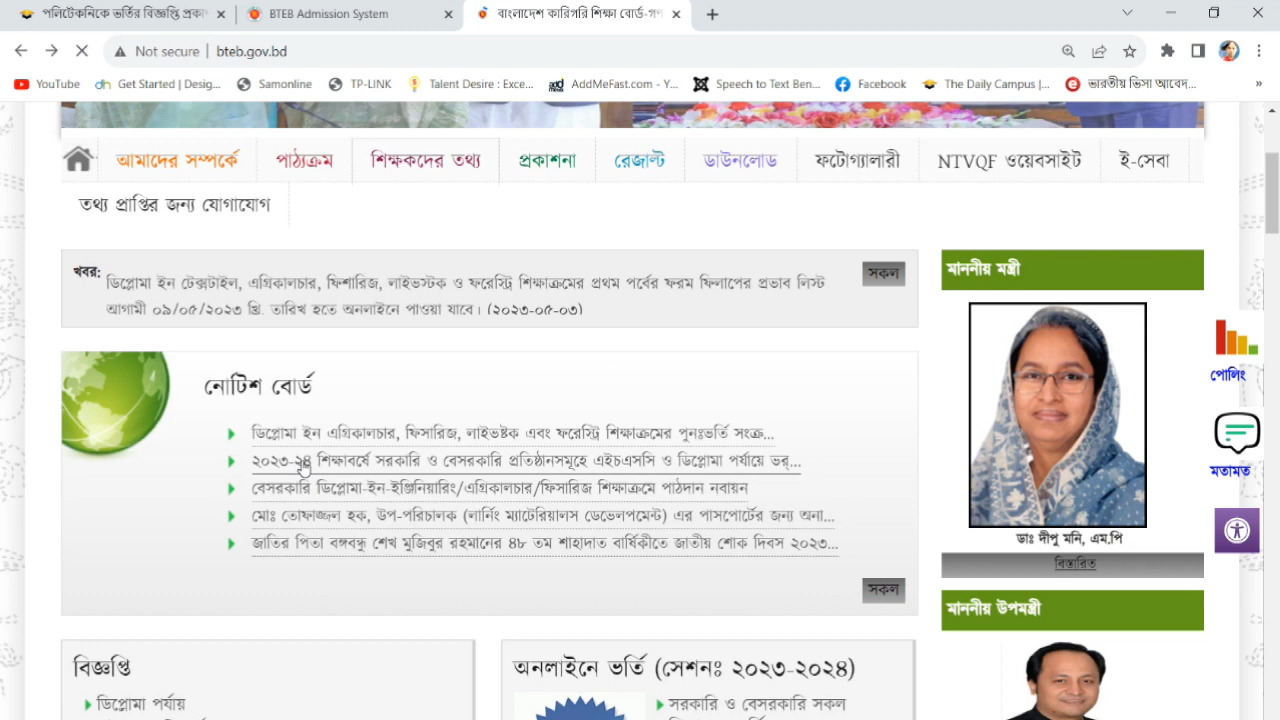 পলিটেকনিকে ভর্তির বিজ্ঞপ্তি প্রকা
BTEB Admission System
বাংলাদেশ কারিগরি শিক্ষা বোর্ড-গণ
Not secure | bteb.gov.bd
YouTube
Get Started | Desig...
Samonline
TP-LINK
Talent Desire : Exce...
AddMeFast.com - Y...
Speech to Text Ben...
Facebook
The Daily Campus |...
ভারতীয় ভিসা আবেদ...
আমাদের সম্পর্কে
পাঠ্যক্রম
শিক্ষকদের তথ্য
প্রকাশনা
রেজাল্ট
ডাউনলোড
ফটোগ্যালারী
NTVQF ওয়েবসাইট
ই-সেবা
তথ্য প্রাপ্তির জন্য যোগাযোগ
খবর:
ডিপ্লোমা ইন টেক্সটাইল, এগ্রিকালচার, ফিশারিজ, লাইভস্টক ও ফরেস্ট্রি শিক্ষাক্রমের প্রথম পর্বের ফরম ফিলাপের প্রভাব লিস্ট
আগামী ০৯/০৫/২০২৩ খ্রি. তারিখ হতে অনলাইনে পাওয়া যাবে। (২০২৩-০৫-০৩)
সকল
মাননীয় মন্ত্রী
নোটিশ বোর্ড
ডিপ্লোমা ইন এগ্রিকালচার, ফিসারিজ, লাইভষ্টক এবং ফরেস্ট্রি শিক্ষাক্রমের পুনঃভর্তি সংক্র...
২০২৩-২৪ শিক্ষাবর্ষে সরকারি ও বেসরকারি প্রতিষ্ঠানসমূহে এইচএসসি ও ডিপ্লোমা পর্যায়ে ভর্...
বেসরকারি ডিপ্লোমা-ইন-ইঞ্জিনিয়ারিং/এগ্রিকালচার/ফিসারিজ শিক্ষাক্রমে পাঠদান নবায়ন
মোঃ তোফাজ্জল হক, উপ-পরিচালক (লার্নিং ম্যাটেরিয়ালস ডেভেলপমেন্ট) এর পাসপোর্টের জন্য অনা...
জাতির পিতা বঙ্গবন্ধু শেখ মুজিবুর রহমানের ৪৮ তম শাহাদাত বার্ষিকীতে জাতীয় শোক দিবস ২০২৩...
সকল
পোলিং
মতামত
ডাঃ দীপু মনি, এম.পি
বিস্তারিত
মাননীয় উপমন্ত্রী
বিজ্ঞপ্তি
ডিপ্লোমা পর্যায়
অনলাইনে ভর্তি (সেশনঃ ২০২৩-২০২৪)
সরকারি ও বেসরকারি সকল